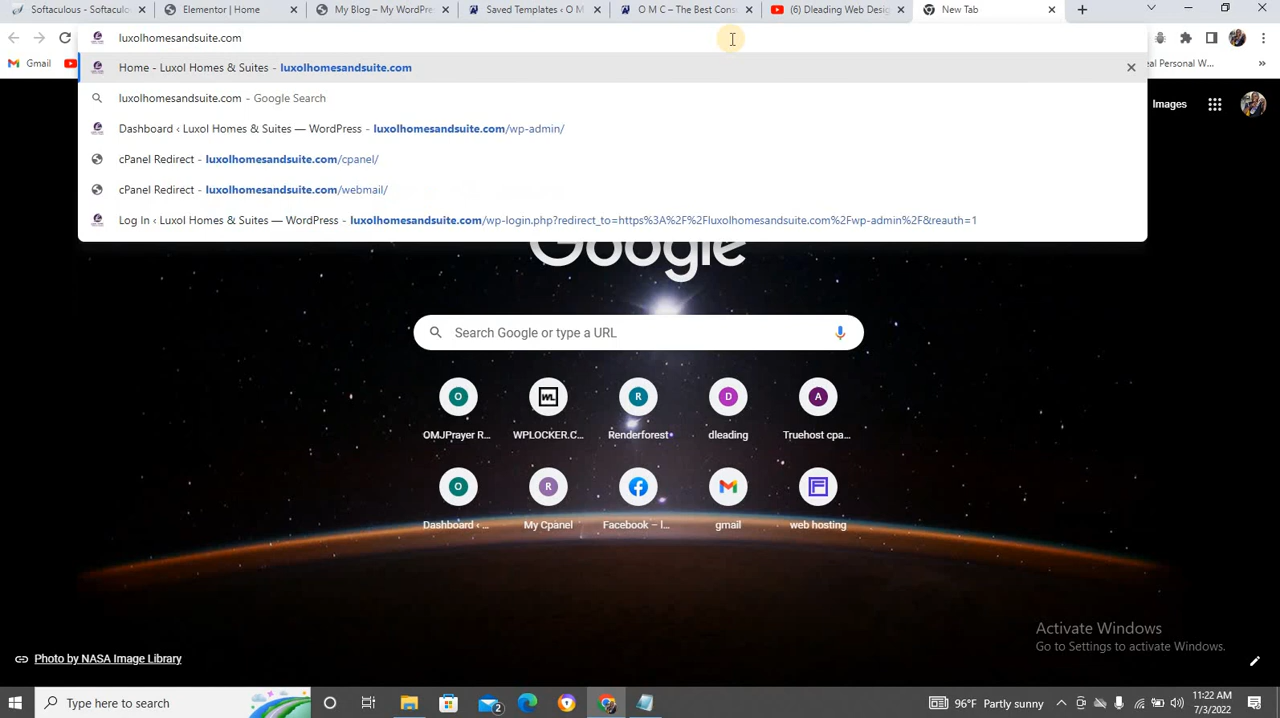 Softaculous - Softaculo
Elementor | Home
My Blog – My WordPre
Saved Templates ‹ O M
O M C – The Best Cons
(6) Dleading Web Desig
New Tab
luxolhomesandsuite.com
Home - Luxol Homes & Suites - luxolhomesandsuite.com
luxolhomesandsuite.com - Google Search
Dashboard ‹ Luxol Homes & Suites — WordPress - luxolhomesandsuite.com/wp-admin/
cPanel Redirect - luxolhomesandsuite.com/cpanel/
cPanel Redirect - luxolhomesandsuite.com/webmail/
Log In ‹ Luxol Homes & Suites — WordPress - luxolhomesandsuite.com/wp-login.php?redirect_to=https%3A%2F%2Fluxolhomesandsuite.com%2Fwp-admin%2F&reauth=1
Gmail
eal Personal W...
Images
Google
Search Google or type a URL
O
WL
R
D
A
OMJPrayer R...
WPLOCKER.C...
Renderforest
dleading
Truehost cpa...
O
R
Dashboard ‹ ...
My Cpanel
Facebook – l...
gmail
web hosting
Activate Windows
Go to Settings to activate Windows.
Photo by NASA Image Library
Type here to search
2
96°F Partly sunny
11:22 AM
7/3/2022